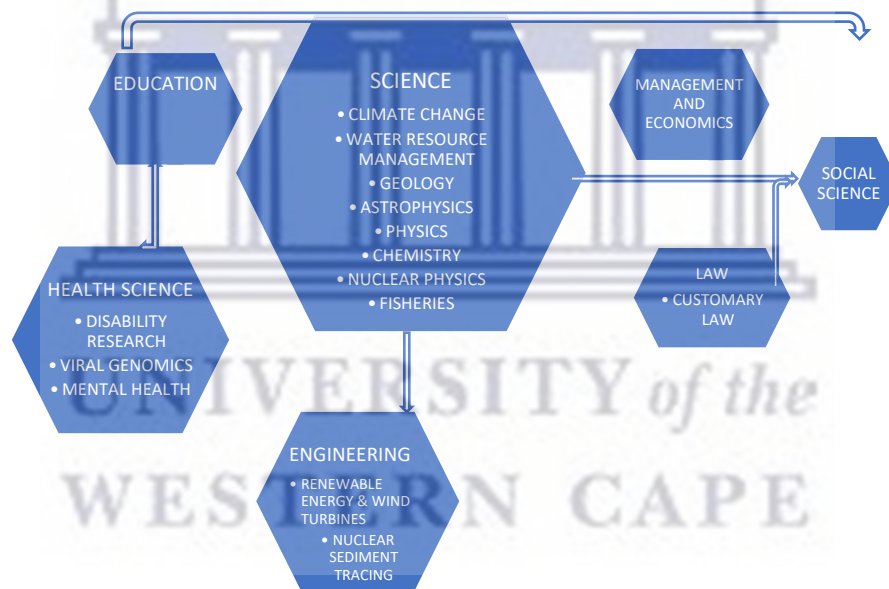 EDUCATION
SCIENCE
• CLIMATE CHANGE
• WATER RESOURCE
MANAGEMENT
• GEOLOGY
• ASTROPHYSICS
• PHYSICS
• CHEMISTRY
• NUCLEAR PHYSICS
• FISHERIES
MANAGEMENT
AND
ECONOMICS
SOCIAL
SCIENCE
HEALTH SCIENCE
• DISABILITY
RESEARCH
• VIRAL GENOMICS
• MENTAL HEALTH
LAW
• CUSTOMARY
LAW
ENGINEERING
• RENEWABLE
ENERGY & WIND
TURBINES
• NUCLEAR
SEDIMENT
TRACING
UNIVERSITY of the
WESTERN CAPE